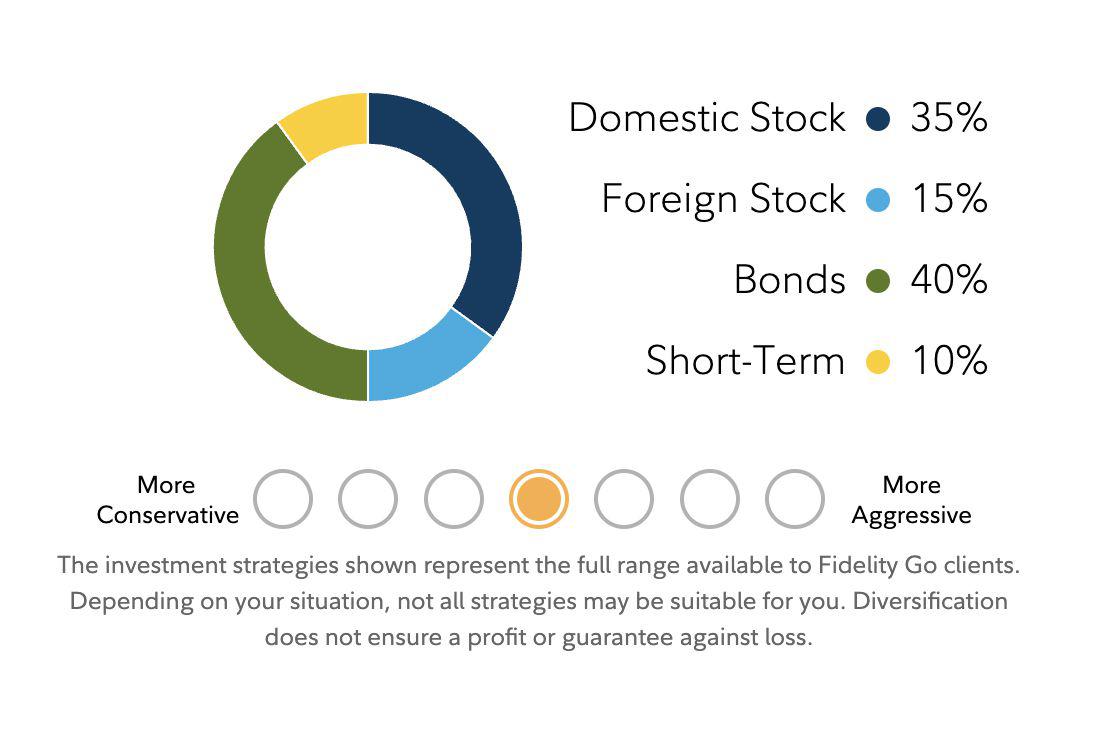 Domestic Stock 35%
Foreign Stock 15%
Bonds 40%
Short-Term 10%
More
Conservative
More
Aggressive
The investment strategies shown represent the full range available to Fidelity Go clients.
Depending on your situation, not all strategies may be suitable for you. Diversification
does not ensure a profit or guarantee against loss.